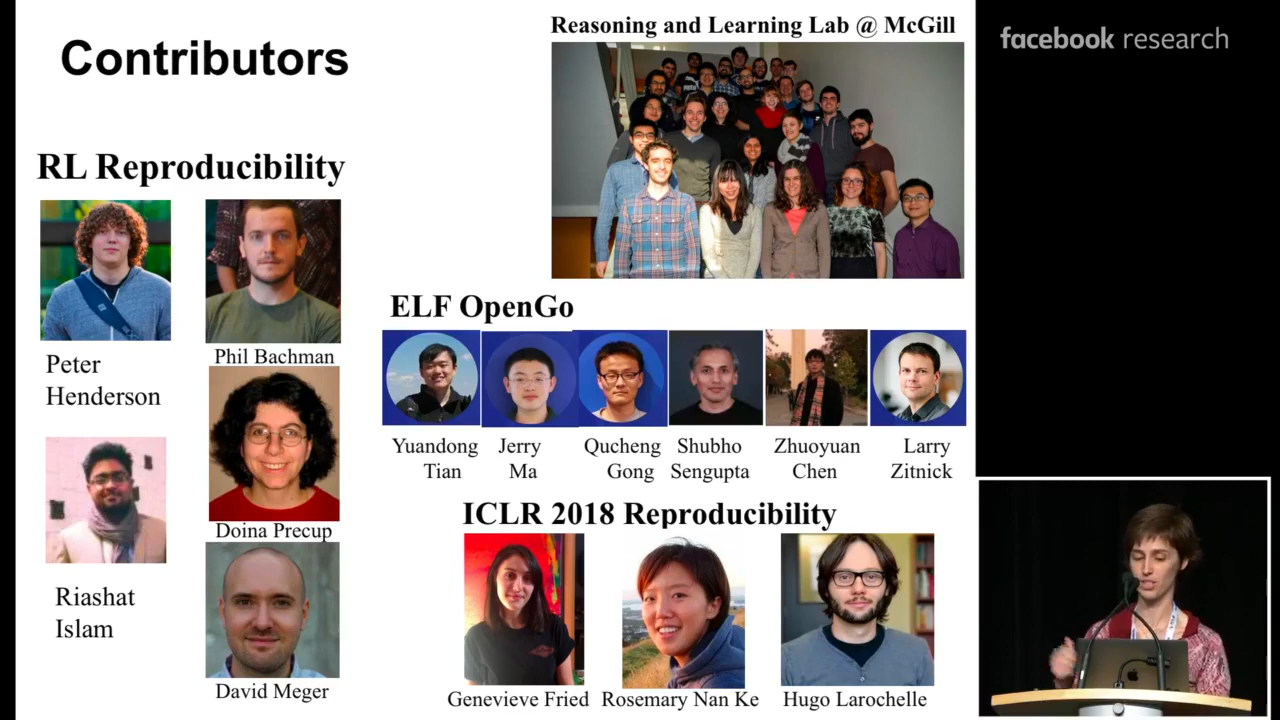 Contributors
Reasoning and Learning Lab @ McGill
facebook research
RL Reproducibility
Peter
Henderson
Phil Bachman
Riashat
Islam
Doina Precup
David Meger
ELF OpenGo
Yuandong
Tian
Jerry
Ma
Qucheng
Gong
Shubho
Sengupta
Zhuoyuan
Chen
Larry
Zitnick
ICLR 2018 Reproducibility
Genevieve Fried
Rosemary Nan Ke
Hugo Larochelle